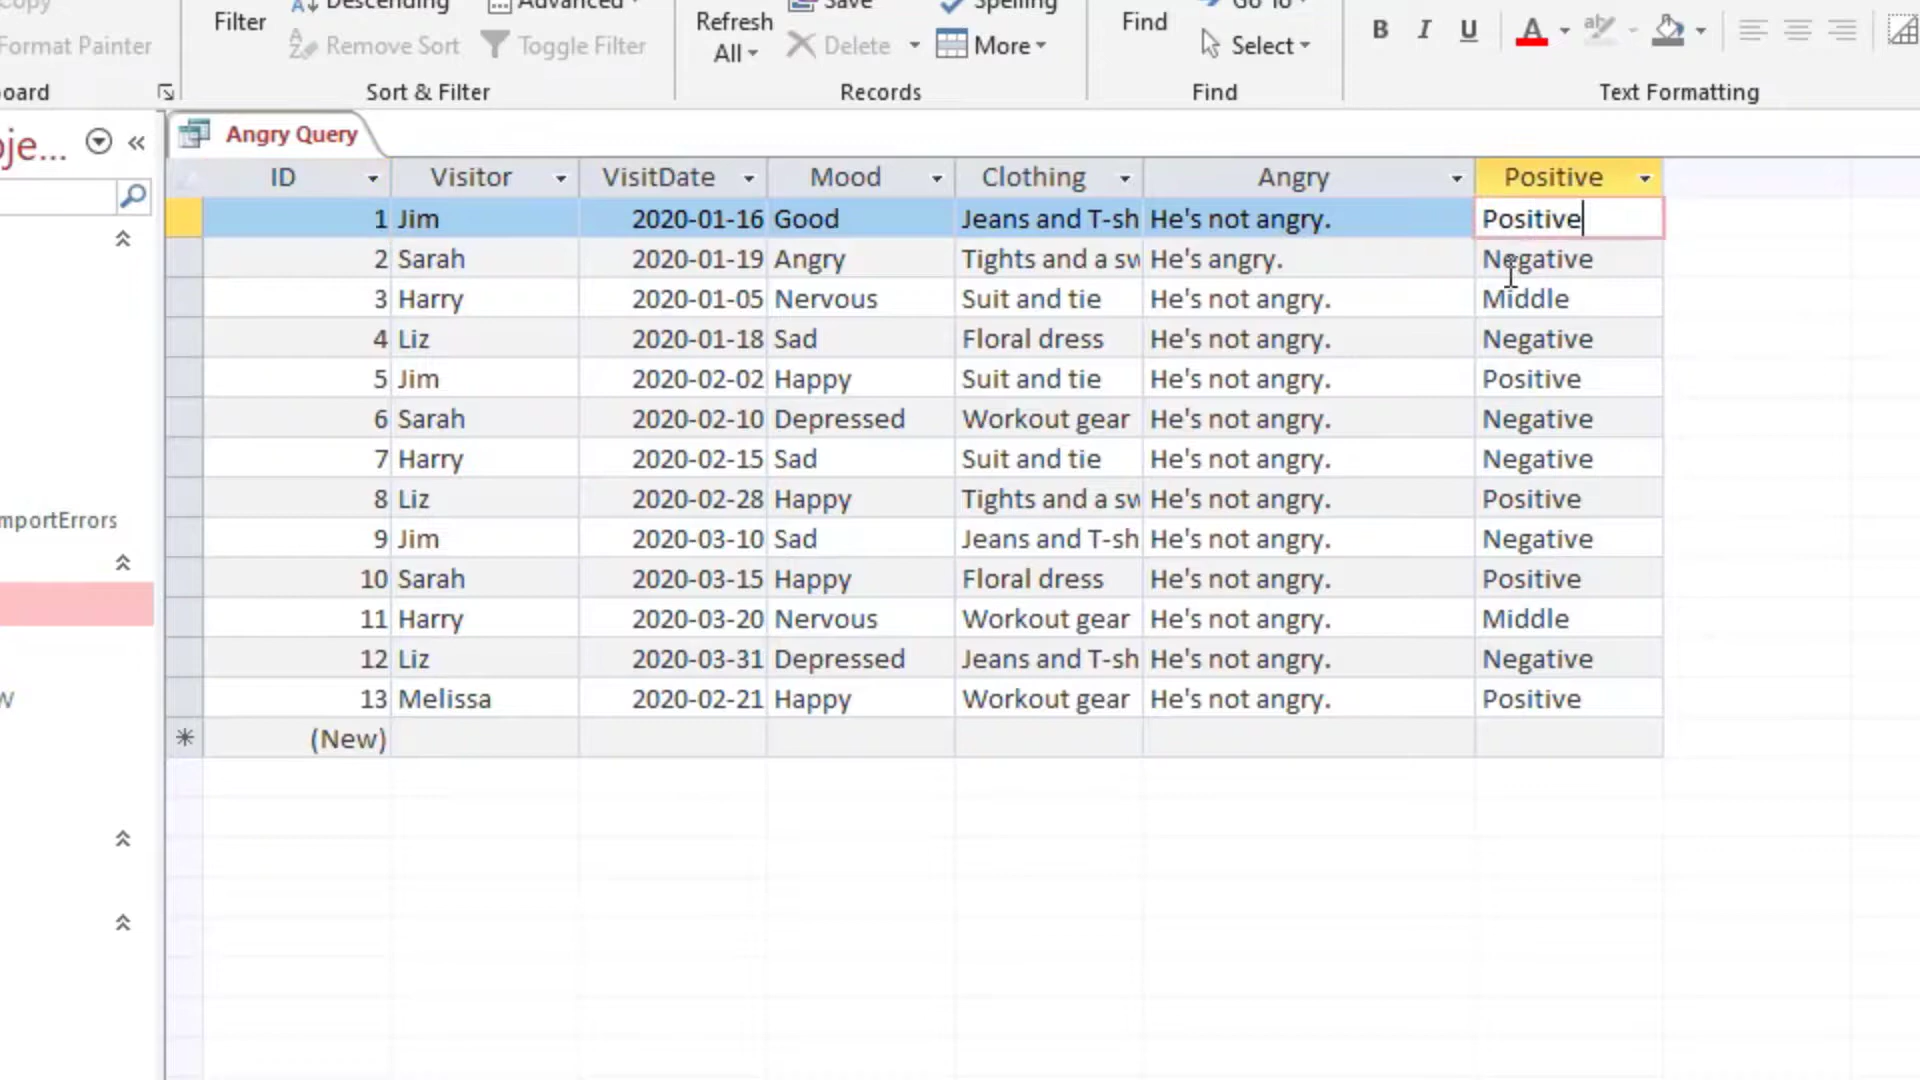 Copy
Descending
Advanced
Save
Spelling
Go To
Filter
Refresh
Find
Format Painter
Remove Sort
Toggle Filter
All
Delete
More
Select
B I U A ab
oard
Sort & Filter
Records
Find
Text Formatting
oje...
Angry Query
ID Visitor VisitDate Mood Clothing Angry Positive
1 Jim 2020-01-16 Good Jeans and T-sh He's not angry. Positive
2 Sarah 2020-01-19 Angry Tights and a sw He's angry. Negative
3 Harry 2020-01-05 Nervous Suit and tie He's not angry. Middle
4 Liz 2020-01-18 Sad Floral dress He's not angry. Negative
5 Jim 2020-02-02 Happy Suit and tie He's not angry. Positive
6 Sarah 2020-02-10 Depressed Workout gear He's not angry. Negative
7 Harry 2020-02-15 Sad Suit and tie He's not angry. Negative
8 Liz 2020-02-28 Happy Tights and a sw He's not angry. Positive
9 Jim 2020-03-10 Sad Jeans and T-sh He's not angry. Negative
10 Sarah 2020-03-15 Happy Floral dress He's not angry. Positive
11 Harry 2020-03-20 Nervous Workout gear He's not angry. Middle
12 Liz 2020-03-31 Depressed Jeans and T-sh He's not angry. Negative
13 Melissa 2020-02-21 Happy Workout gear He's not angry. Positive
(New)
mportErrors